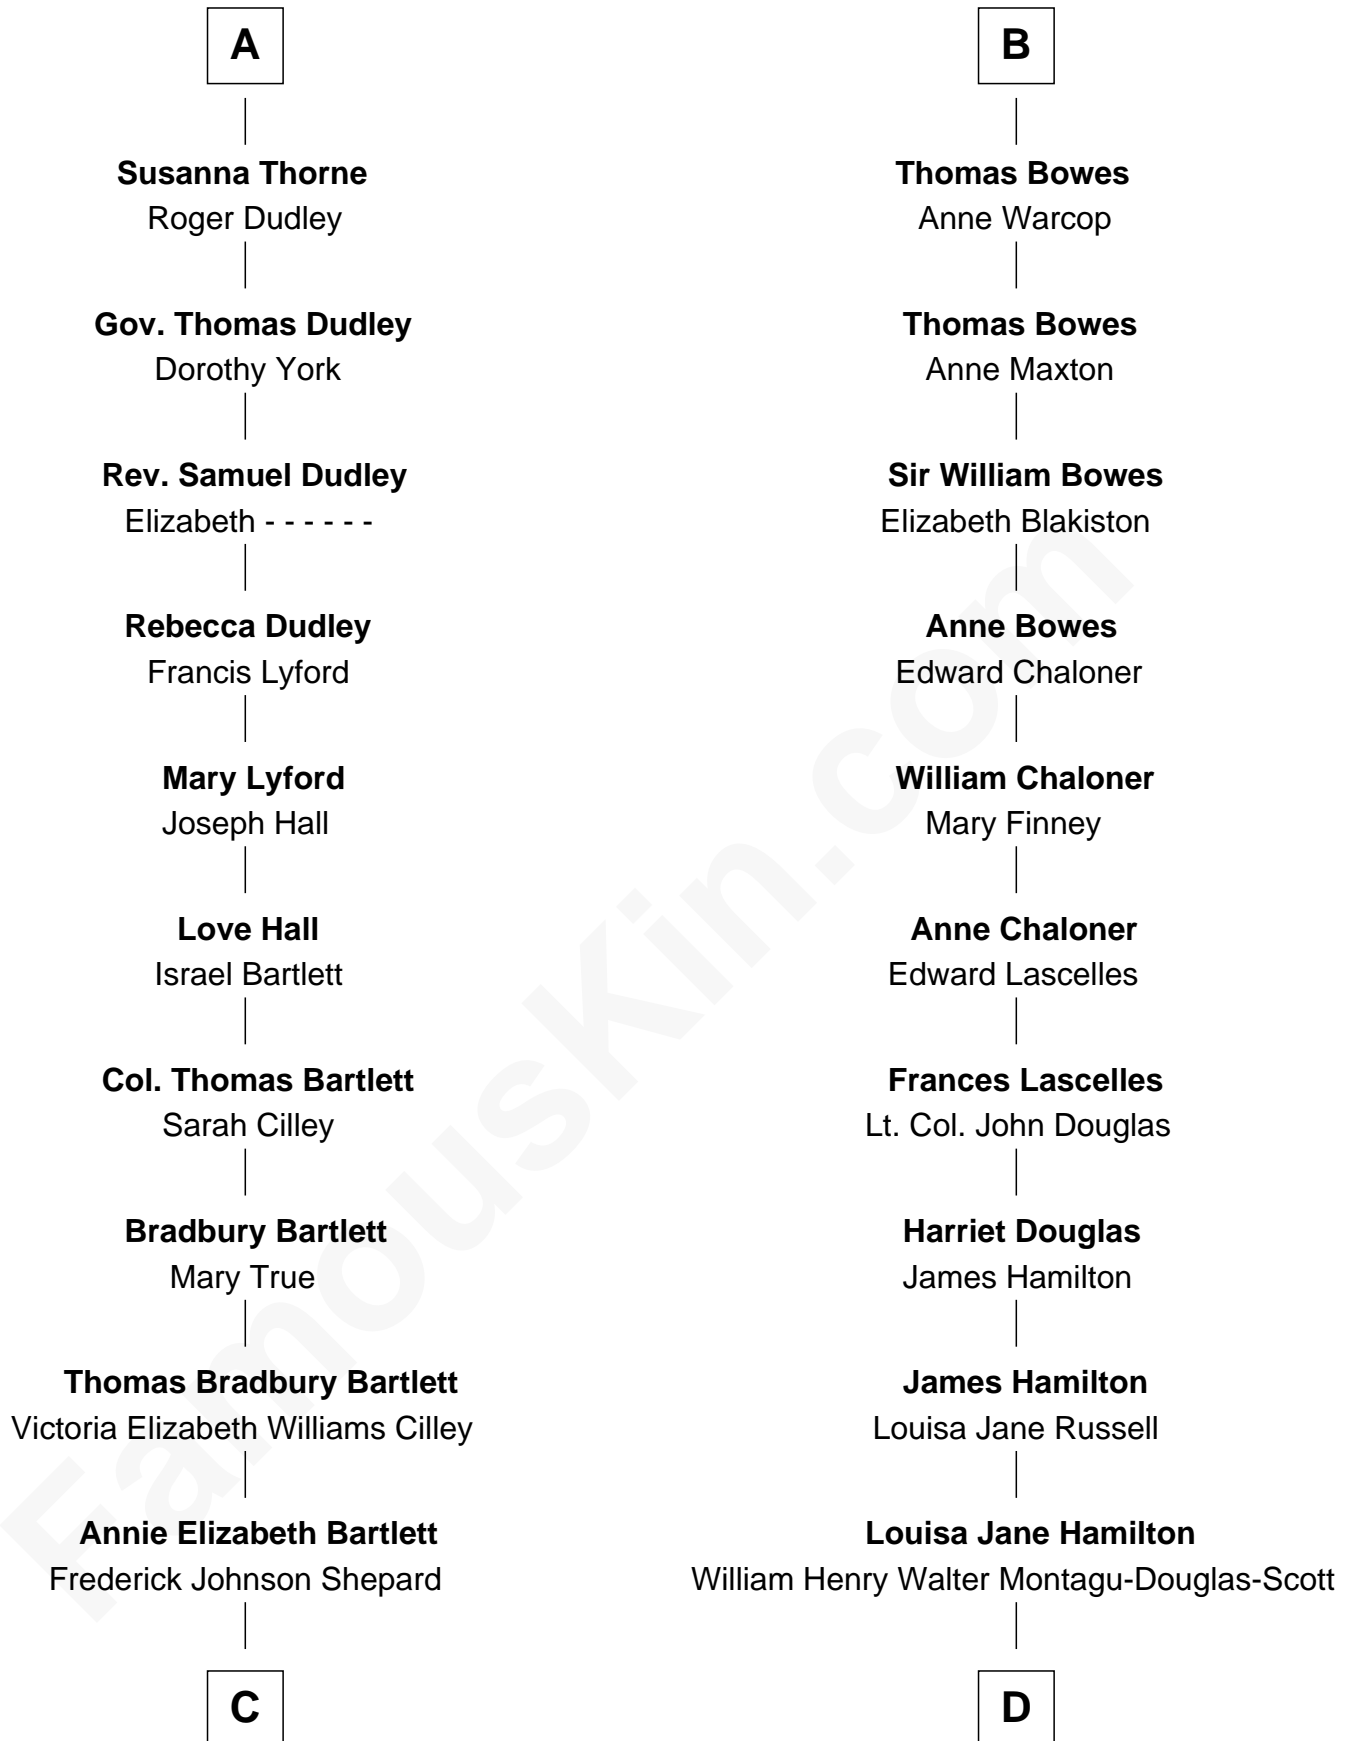 A
Susanna Thorne
Roger Dudley
Gov. Thomas Dudley
Dorothy York
Rev. Samuel Dudley
Elizabeth - - - - - -
Rebecca Dudley
Francis Lyford
Mary Lyford
Joseph Hall
Love Hall
Israel Bartlett
Col. Thomas Bartlett
Sarah Cilley
Bradbury Bartlett
Mary True
Thomas Bradbury Bartlett
Victoria Elizabeth Williams Cilley
Annie Elizabeth Bartlett
Frederick Johnson Shepard
C
B
Thomas Bowes
Anne Warcop
Thomas Bowes
Anne Maxton
Sir William Bowes
Elizabeth Blakiston
Anne Bowes
Edward Chaloner
William Chaloner
Mary Finney
Anne Chaloner
Edward Lascelles
Frances Lascelles
Lt. Col. John Douglas
Harriet Douglas
James Hamilton
James Hamilton
Louisa Jane Russell
Louisa Jane Hamilton
William Henry Walter Montagu-Douglas-Scott
D
FamousKin.com